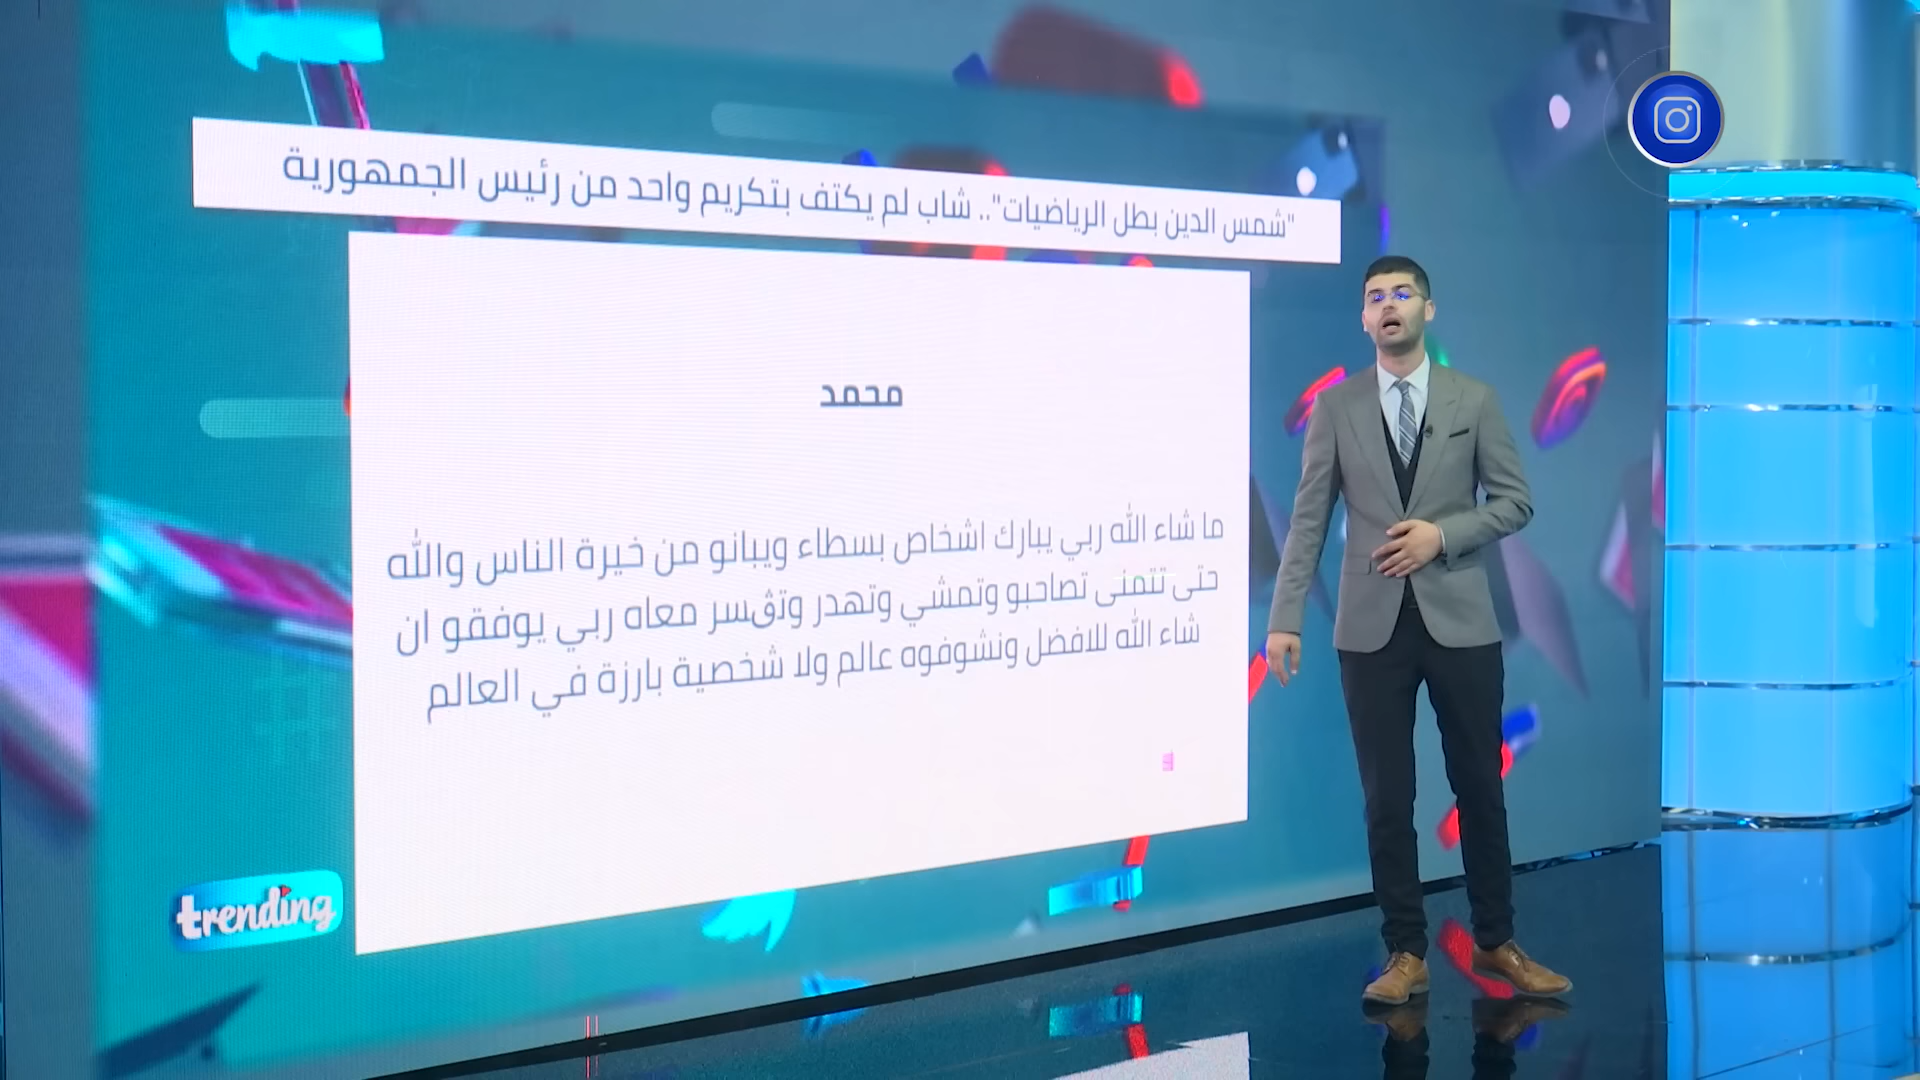 "شمس الدين بطل الرياضيات".. شاب لم يكتف بتكريم واحد من رئيس الجمهورية
محمد
ما شاء الله ربي يبارك اشخاص بسطاء ويبانو من خيرة الناس والله
حتى تتمنى تصاحبو وتمشي وتهدر وتڨسر معاه ربي يوفقو ان
شاء الله للافضل ونشوفوه عالم ولا شخصية بارزة في العالم
trending